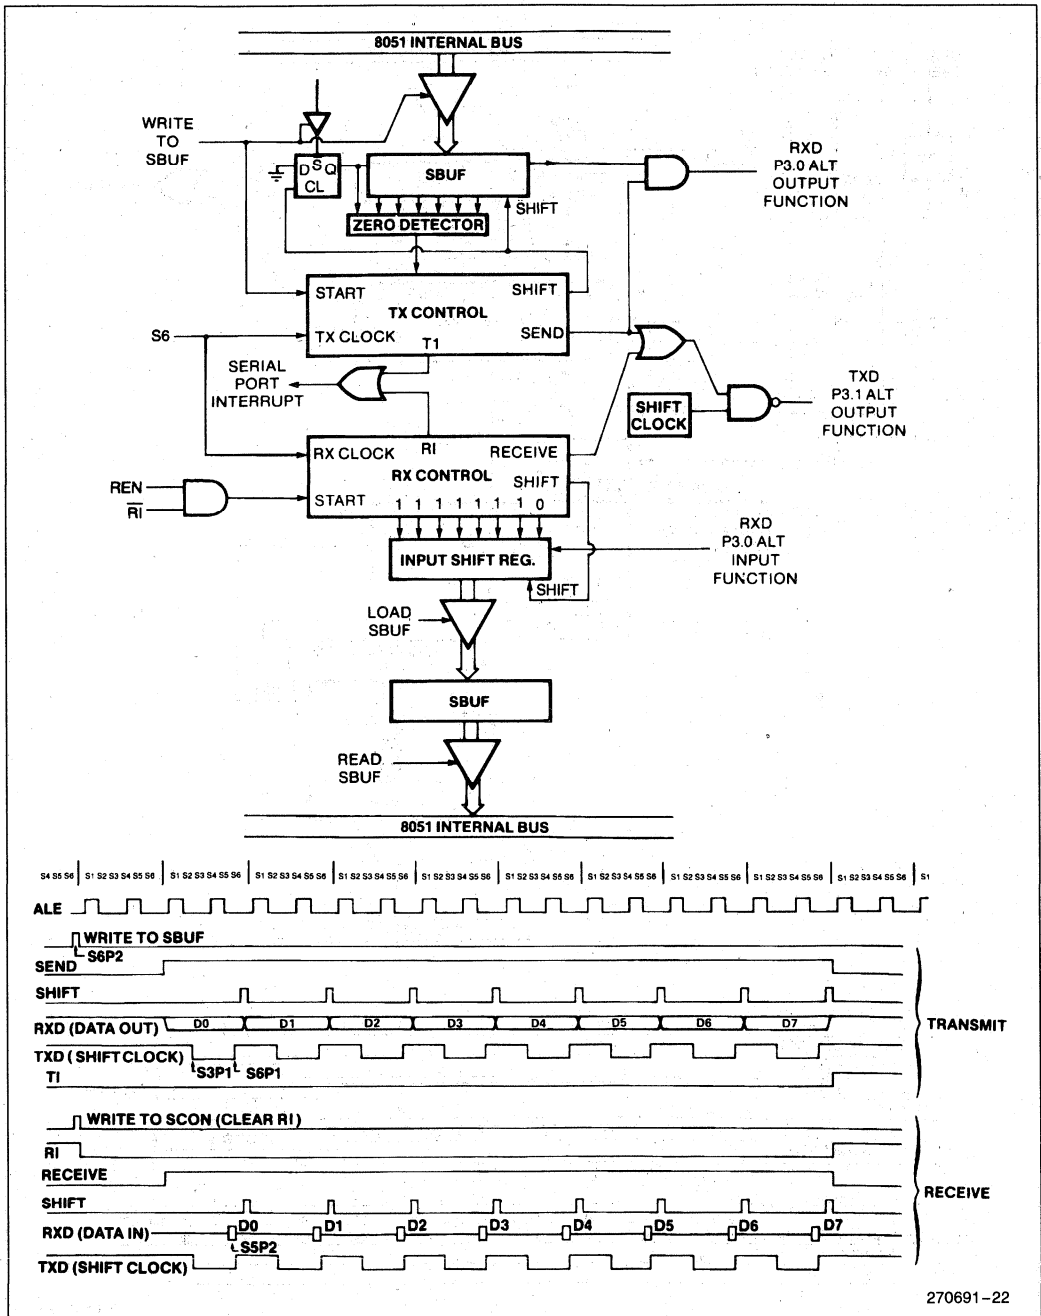 8051 INTERNAL BUS
WRITE
TO
SBUF
D S Q
CL
SBUF
SHIFT
ZERO DETECTOR
RXD
P3.0 ALT
OUTPUT
FUNCTION
START
SHIFT
TX CONTROL
S6
TX CLOCK
SEND
T1
SERIAL
PORT
INTERRUPT
SHIFT
CLOCK
TXD
P3.1 ALT
OUTPUT
FUNCTION
RI
RX CLOCK
RECEIVE
RX CONTROL
SHIFT
REN
RI
START
1 1 1 1 1 1 1 0
INPUT SHIFT REG.
SHIFT
RXD
P3.0 ALT
INPUT
FUNCTION
LOAD
SBUF
SBUF
READ
SBUF
8051 INTERNAL BUS
S4 S5 S6 S1 S2 S3 S4 S5 S6 S1 S2 S3 S4 S5 S6 S1 S2 S3 S4 S5 S6 S1 S2 S3 S4 S5 S6 S1 S2 S3 S4 S5 S6 S1 S2 S3 S4 S5 S6 S1 S2 S3 S4 S5 S6 S1 S2 S3 S4 S5 S6 S1 S2 S3 S4 S5 S6 S1 S2 S3 S4 S5 S6 S1
ALE
WRITE TO SBUF
S6P2
SEND
SHIFT
RXD (DATA OUT) D0 D1 D2 D3 D4 D5 D6 D7
TRANSMIT
TXD (SHIFT CLOCK)
S3P1 S6P1
TI
WRITE TO SCON (CLEAR RI)
RI
RECEIVE
RECEIVE
SHIFT
RXD (DATA IN) D0 D1 D2 D3 D4 D5 D6 D7
S5P2
TXD (SHIFT CLOCK)
270691-22